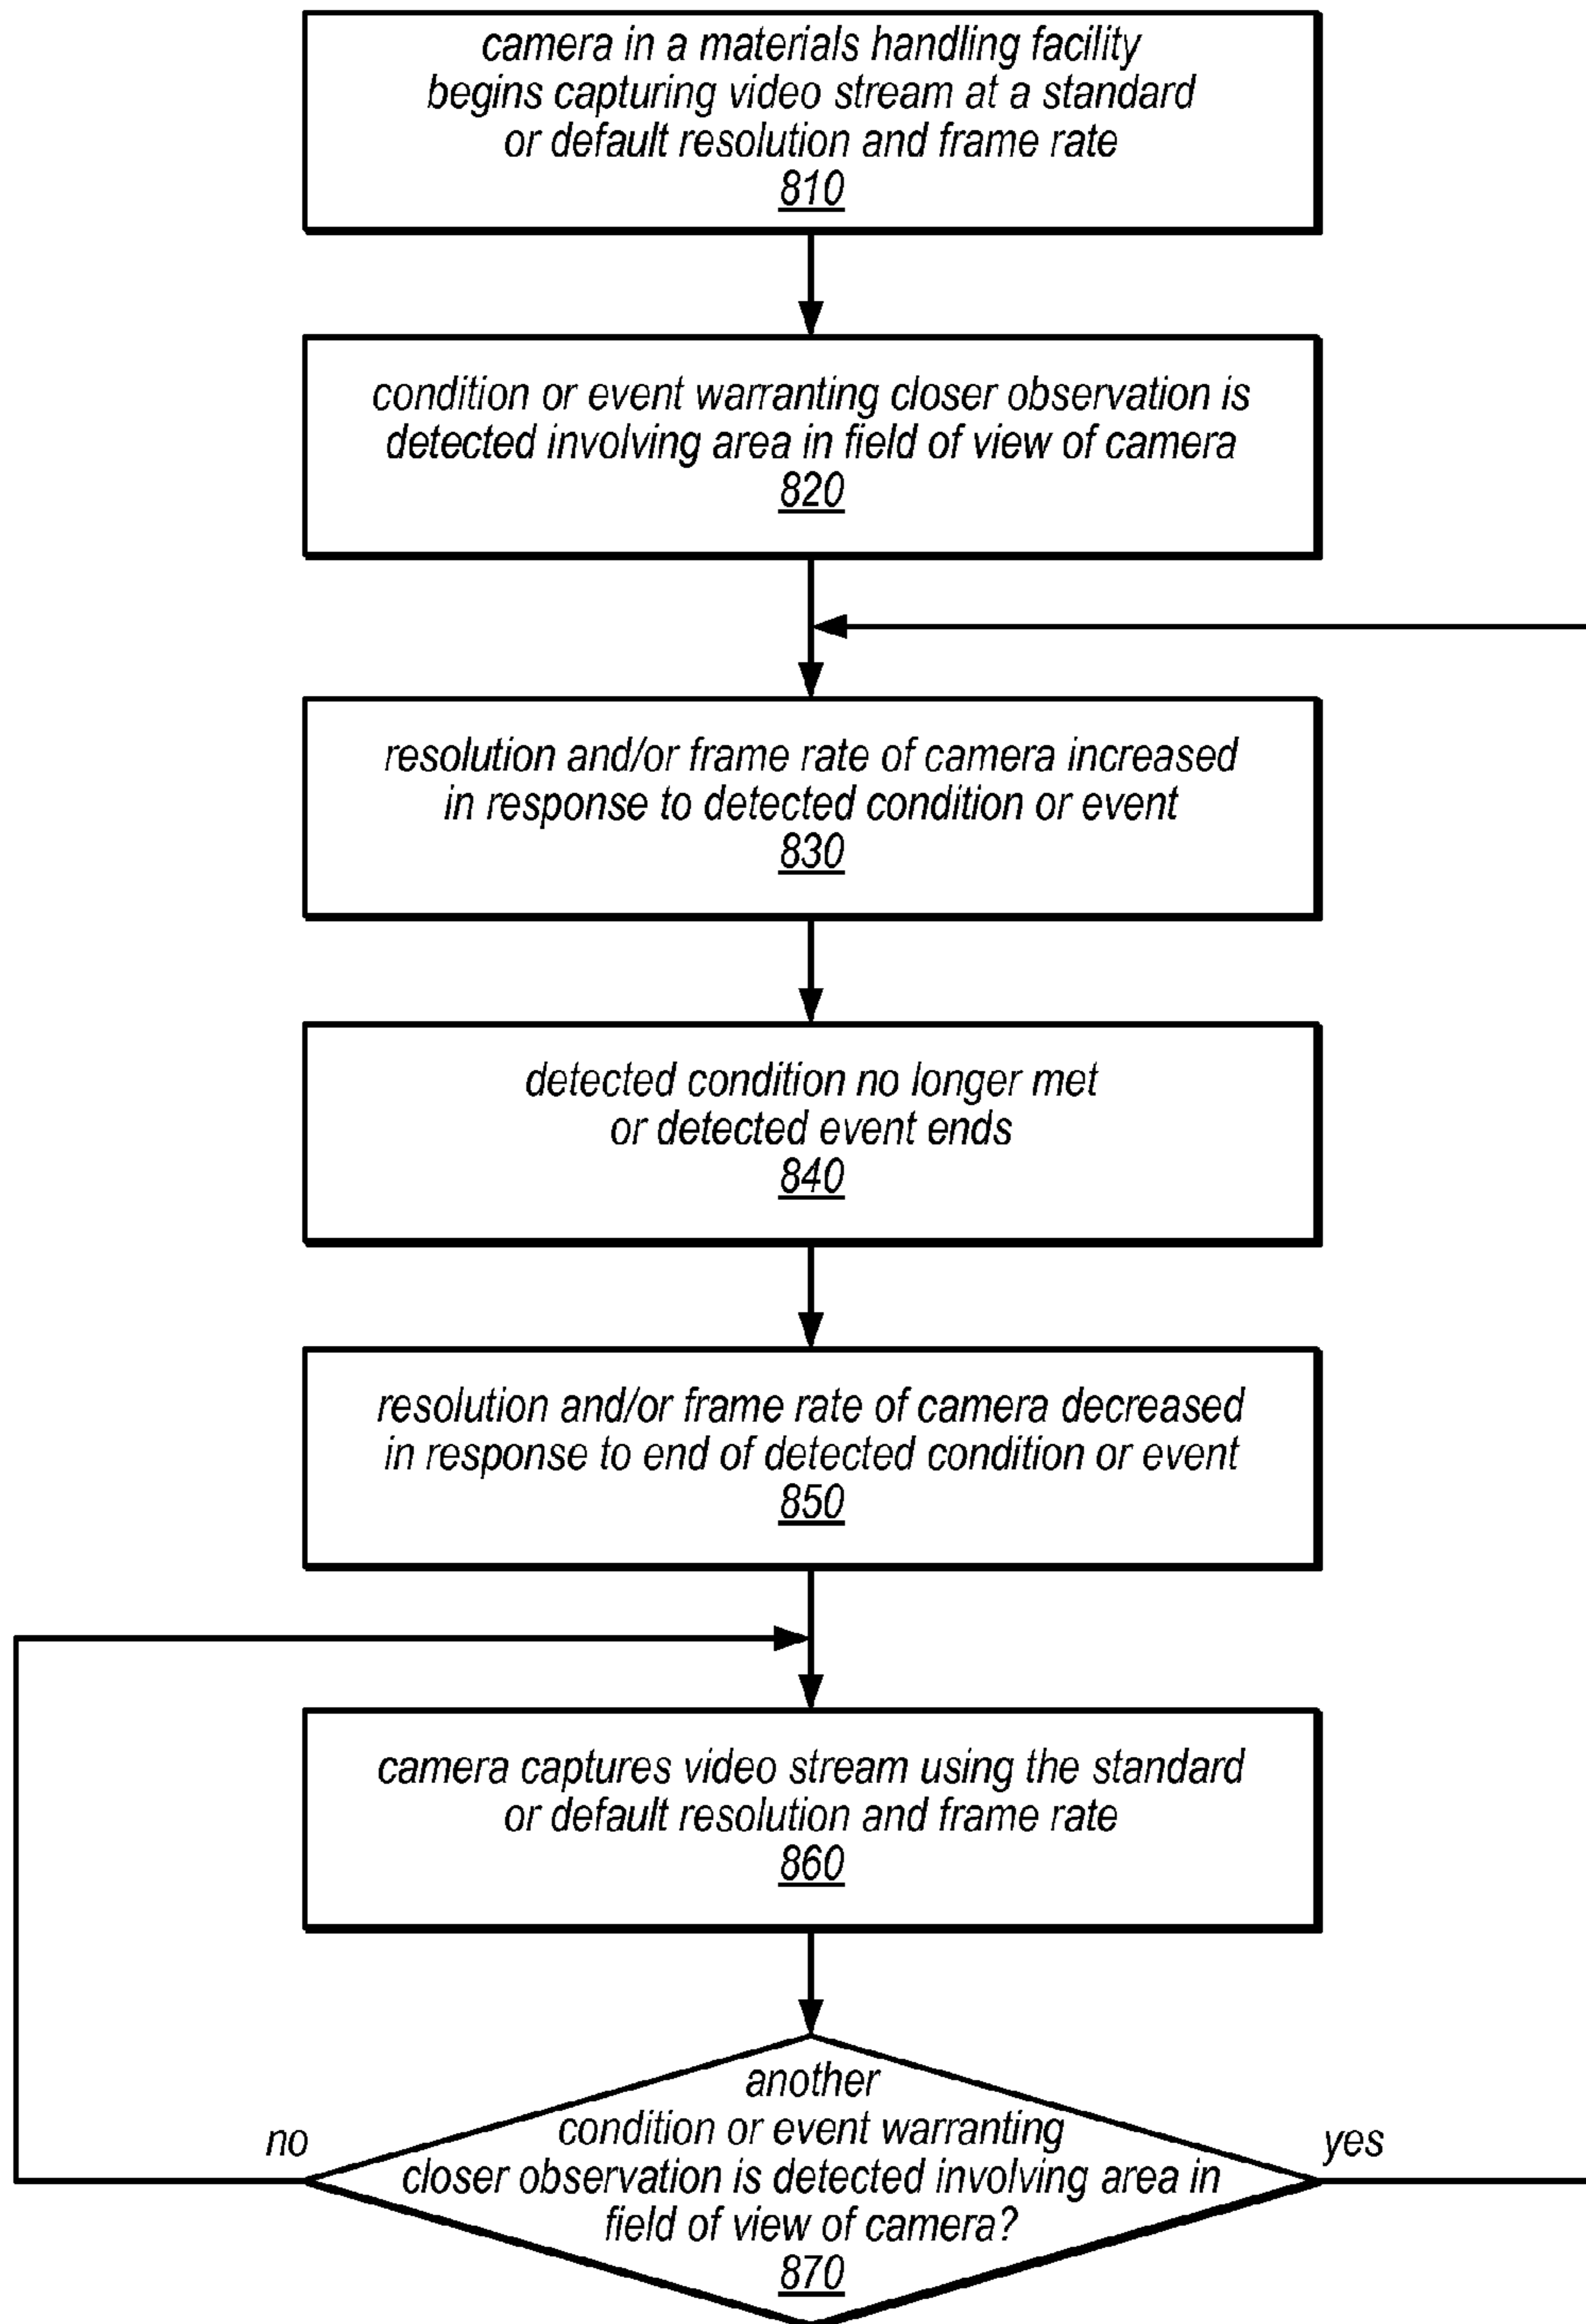 camera in a materials handling facility
begins capturing video stream at a standard
or default resolution and frame rate
810
condition or event warranting closer observation is
detected involving area in field of view of camera
820
resolution and/or frame rate of camera increased
in response to detected condition or event
830
detected condition no longer met
or detected event ends
840
resolution and/or frame rate of camera decreased
in response to end of detected condition or event
850
camera captures video stream using the standard
or default resolution and frame rate
860
another
condition or event warranting
closer observation is detected involving area in
field of view of camera?
870
no
yes